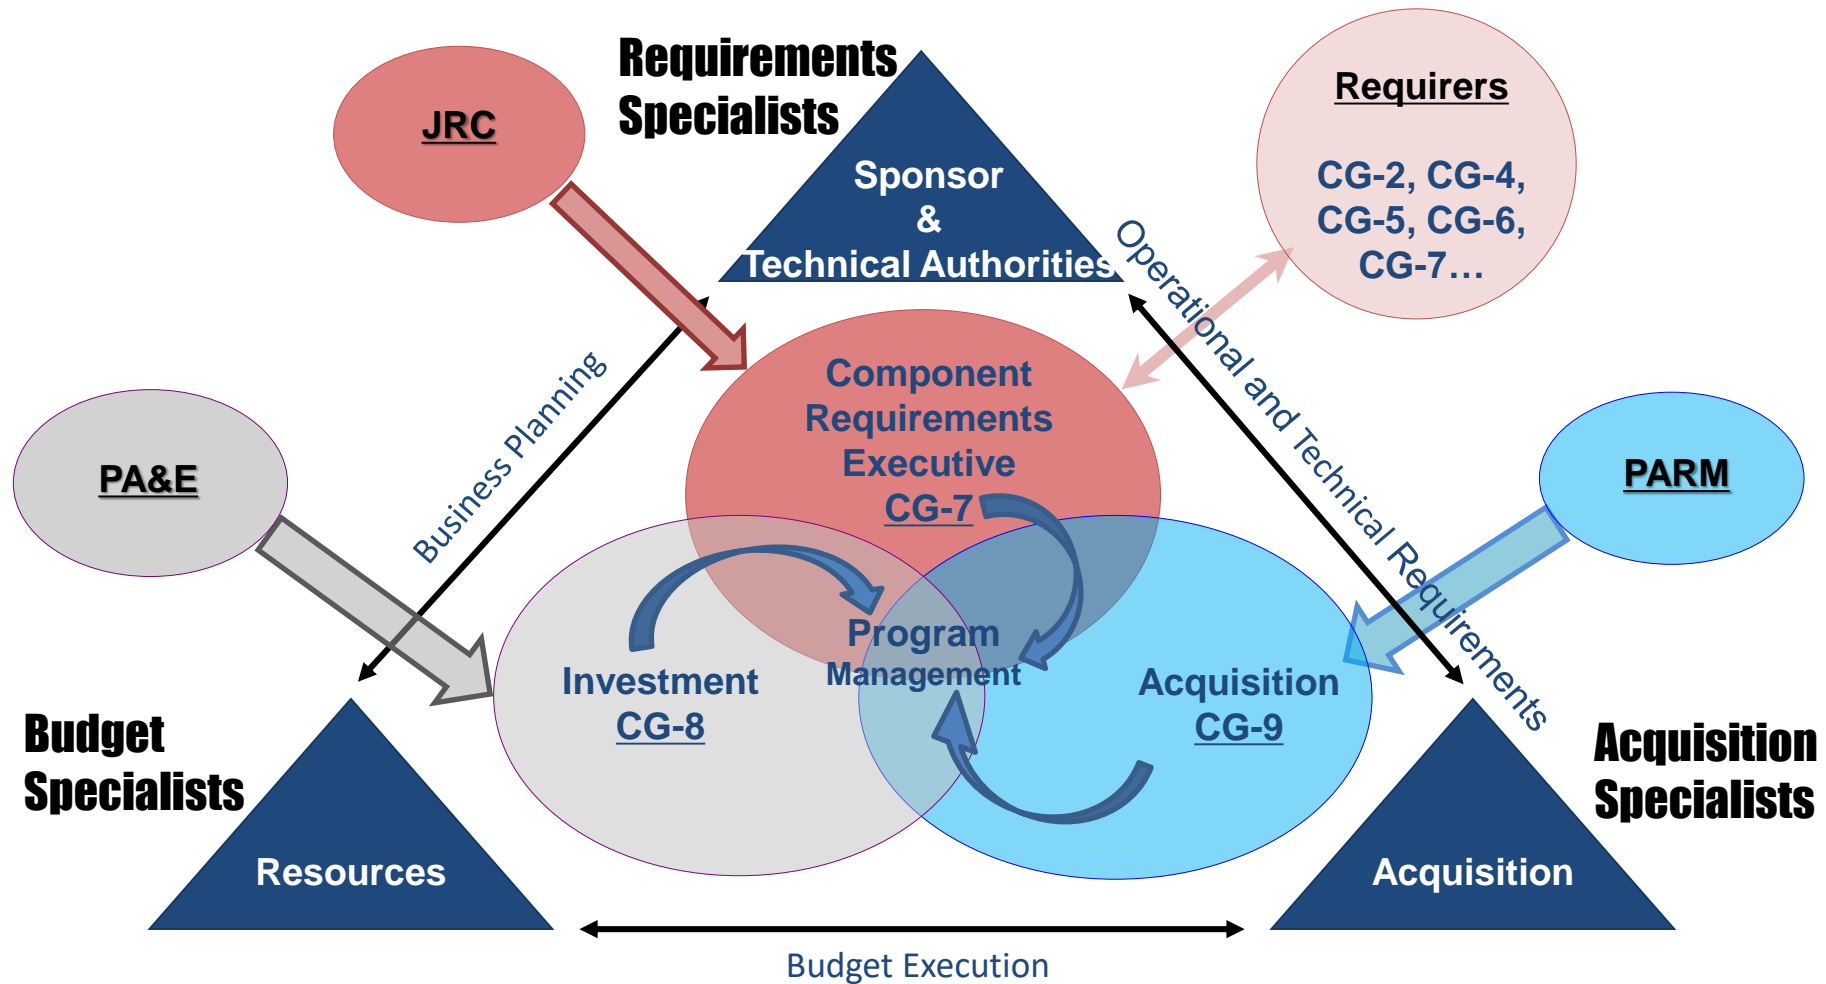 Requirements
Specialists
JRC
Sponsor
&
Technical Authorities
Requirers
CG-2, CG-4,
CG-5, CG-6,
CG-7…
Operational and Technical Requirements
Business Planning
Component
Requirements
Executive
CG-7
PA&E
PARM
Program
Management
Investment
CG-8
Acquisition
CG-9
Budget
Specialists
Resources
Acquisition
Specialists
Acquisition
Budget Execution